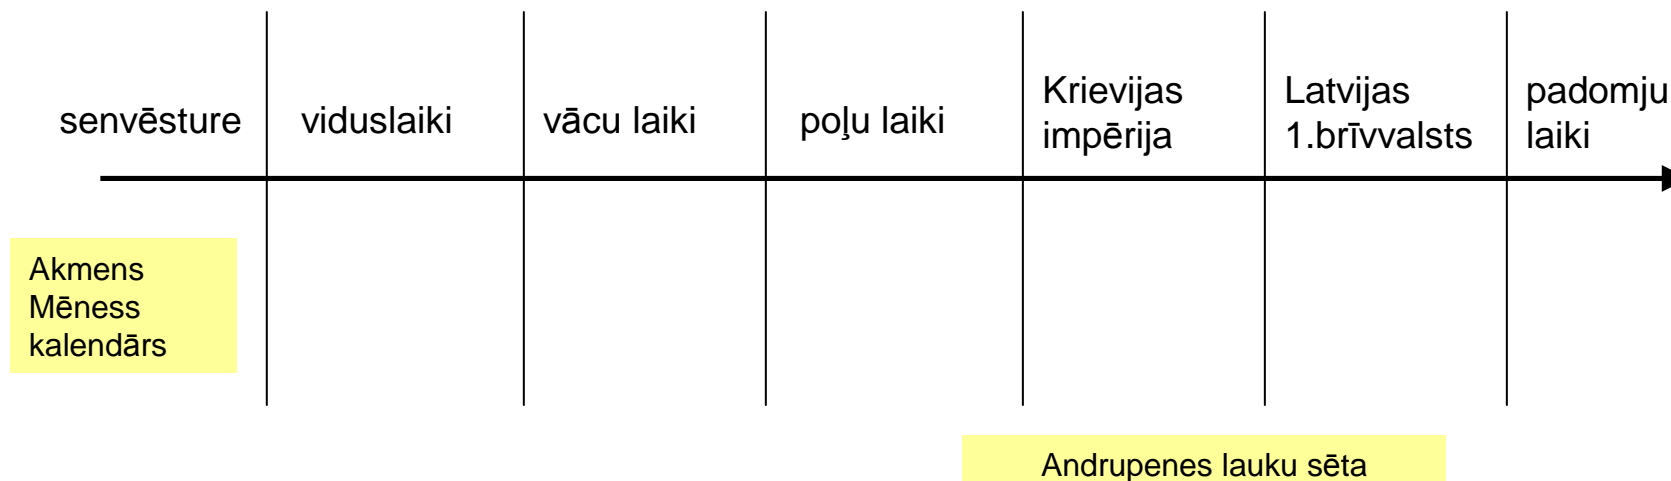 senvēsture
viduslaiki
vācu laiki
poļu laiki
Krievijas
impērija
Latvijas
1.brīvvalsts
padomju
laiki
Akmens
Mēness
kalendārs
Andrupenes lauku sēta